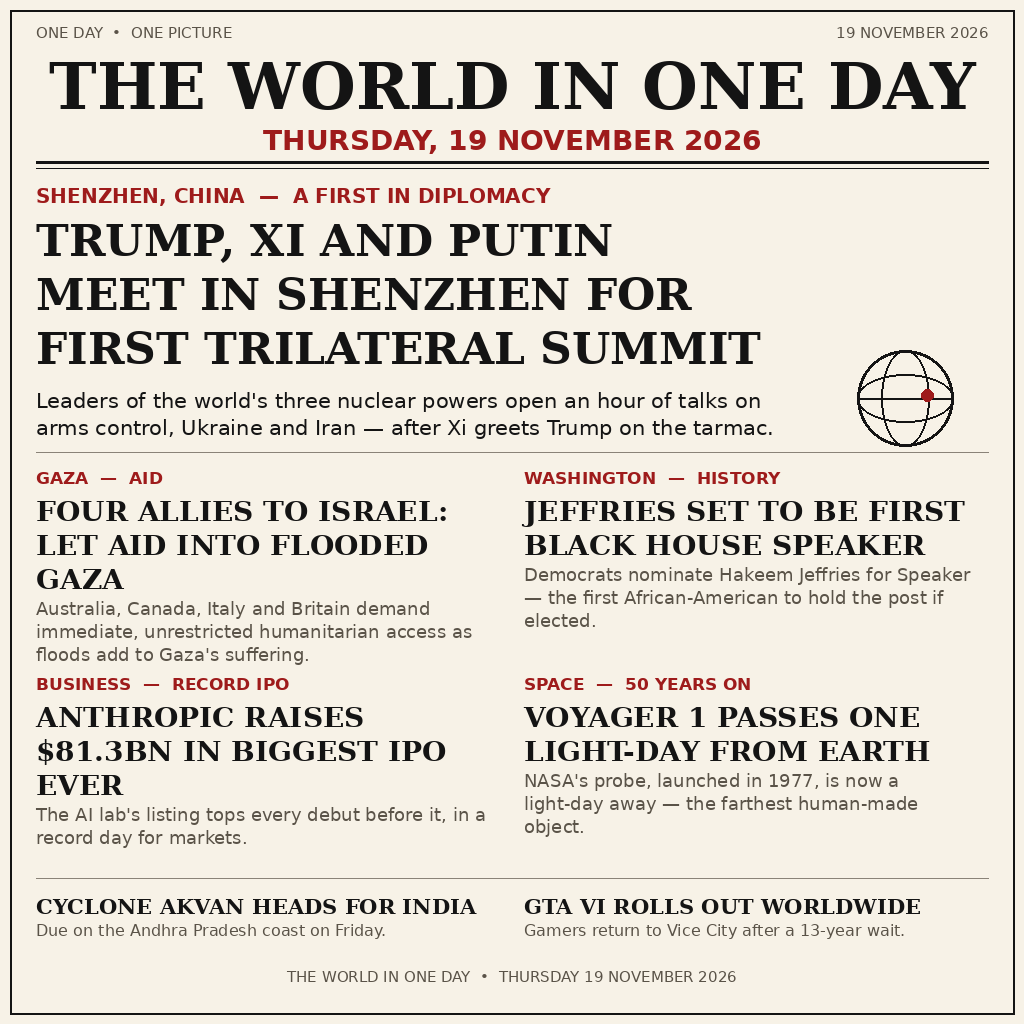 ONE DAY • ONE PICTURE
19 NOVEMBER 2026
THE WORLD IN ONE DAY
THURSDAY, 19 NOVEMBER 2026
SHENZHEN, CHINA — A FIRST IN DIPLOMACY
TRUMP, XI AND PUTIN
MEET IN SHENZHEN FOR
FIRST TRILATERAL SUMMIT
Leaders of the world's three nuclear powers open an hour of talks on
arms control, Ukraine and Iran — after Xi greets Trump on the tarmac.
GAZA — AID
FOUR ALLIES TO ISRAEL:
LET AID INTO FLOODED
GAZA
Australia, Canada, Italy and Britain demand
immediate, unrestricted humanitarian access as
floods add to Gaza's suffering.
WASHINGTON — HISTORY
JEFFRIES SET TO BE FIRST
BLACK HOUSE SPEAKER
Democrats nominate Hakeem Jeffries for Speaker
— the first African-American to hold the post if
elected.
BUSINESS — RECORD IPO
ANTHROPIC RAISES
$81.3BN IN BIGGEST IPO
EVER
The AI lab's listing tops every debut before it, in a
record day for markets.
SPACE — 50 YEARS ON
VOYAGER 1 PASSES ONE
LIGHT-DAY FROM EARTH
NASA's probe, launched in 1977, is now a
light-day away — the farthest human-made
object.
CYCLONE AKVAN HEADS FOR INDIA
Due on the Andhra Pradesh coast on Friday.
GTA VI ROLLS OUT WORLDWIDE
Gamers return to Vice City after a 13-year wait.
THE WORLD IN ONE DAY • THURSDAY 19 NOVEMBER 2026